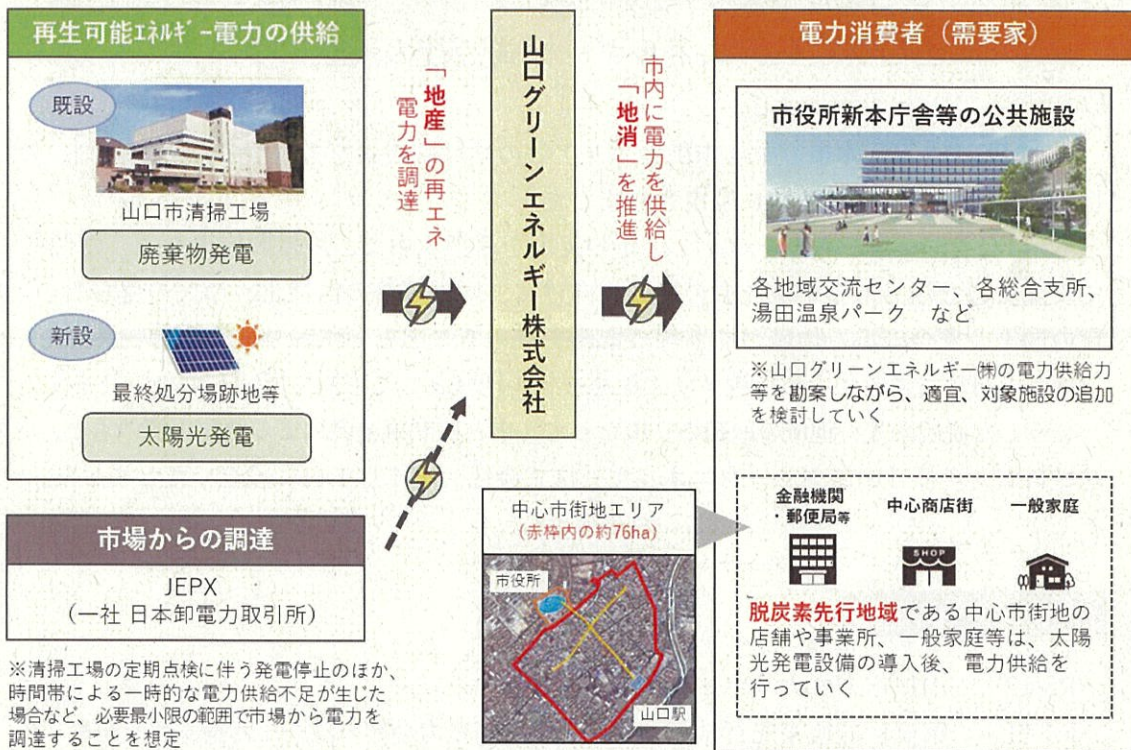 再生可能ｴﾈﾙｷﾞｰ電力の供給
既設
山口市清掃工場
廃棄物発電
新設
最終処分場跡地等
太陽光発電
市場からの調達
JEPX
(一社 日本卸電力取引所)
※清掃工場の定期点検に伴う発電停止のほか、
時間帯による一時的な電力供給不足が生じた
場合など、必要最小限の範囲で市場から電力を
調達することを想定
「地産」の再エネ
電力を調達
山口グリーンエネルギー株式会社
市内に電力を供給し
「地消」を推進
中心市街地エリア
(赤枠内の約76ha)
市役所
山口駅
電力消費者（需要家）
市役所新本庁舎等の公共施設
各地域交流センター、各総合支所、
湯田温泉パーク　など
※山口グリーンエネルギー㈱の電力供給力
等を勘案しながら、適宜、対象施設の追加
を検討していく
金融機関
・郵便局等
中心商店街
一般家庭
SHOP
脱炭素先行地域である中心市街地の
店舗や事業所、一般家庭等は、太陽
光発電設備の導入後、電力供給を
行っていく